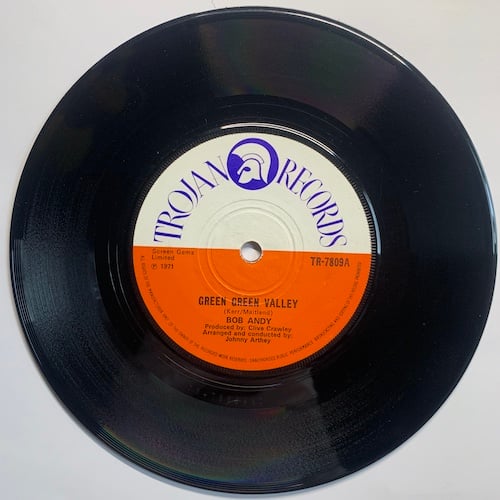 TROJAN RECORDS
Screen Gems
Limited
℗ 1971
TR-7809A
GREEN GREEN VALLEY
(Kerr/Maitland)
BOB ANDY
Produced by: Clive Crawley
Arranged and conducted by:
Johnny Arthey